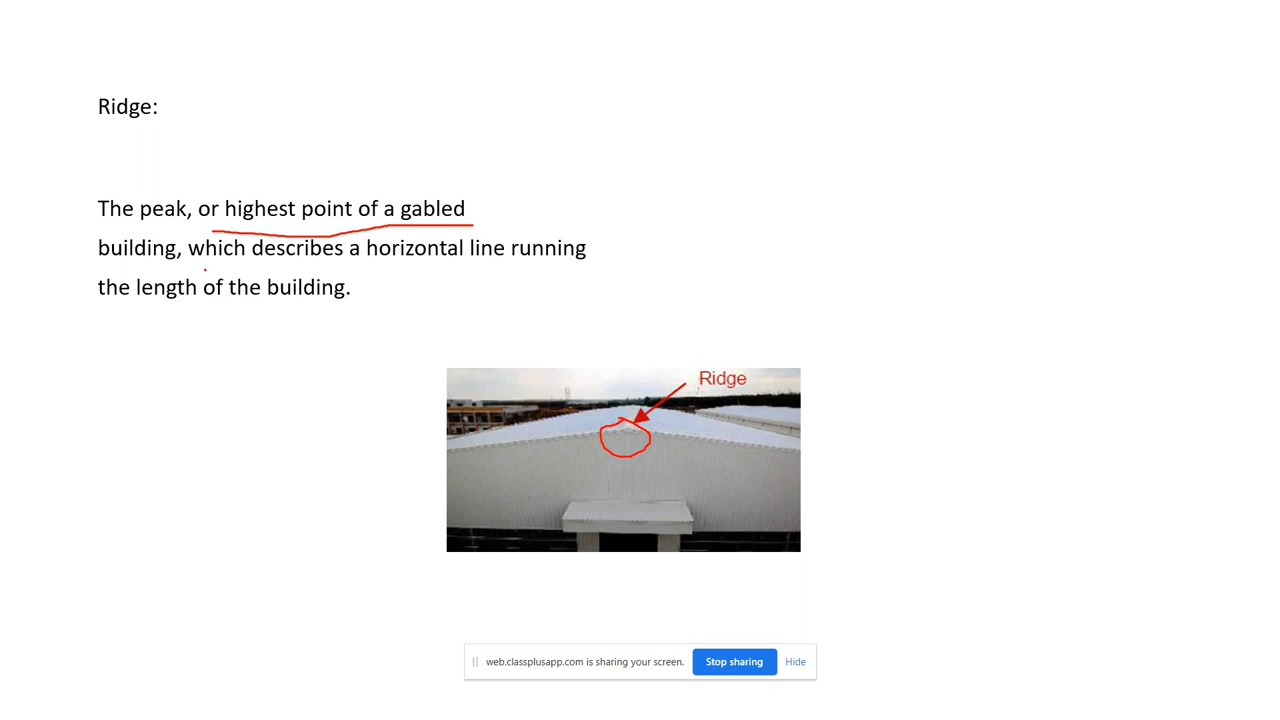 Ridge:
The peak, or highest point of a gabled
building, which describes a horizontal line running
the length of the building.
Ridge
web.classplusapp.com is sharing your screen.
Stop sharing
Hide